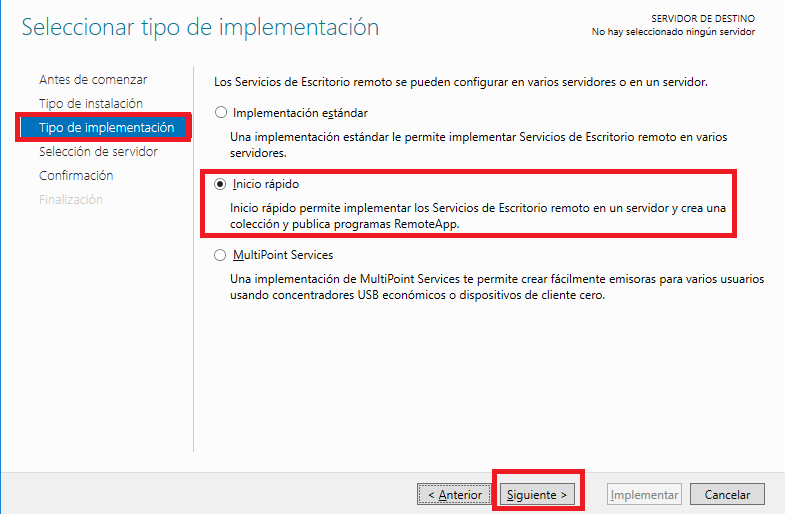 Seleccionar tipo de implementación
SERVIDOR DE DESTINO
No hay seleccionado ningún servidor
Antes de comenzar
Tipo de instalación
Tipo de implementación
Selección de servidor
Confirmación
Finalización
Los Servicios de Escritorio remoto se pueden configurar en varios servidores o en un servidor.
Implementación estándar
Una implementación estándar le permite implementar Servicios de Escritorio remoto en varios
servidores.
Inicio rápido
Inicio rápido permite implementar los Servicios de Escritorio remoto en un servidor y crea una
colección y publica programas RemoteApp.
MultiPoint Services
Una implementación de MultiPoint Services te permite crear fácilmente emisoras para varios usuarios
usando concentradores USB económicos o dispositivos de cliente cero.
< Anterior
Siguiente >
Implementar
Cancelar